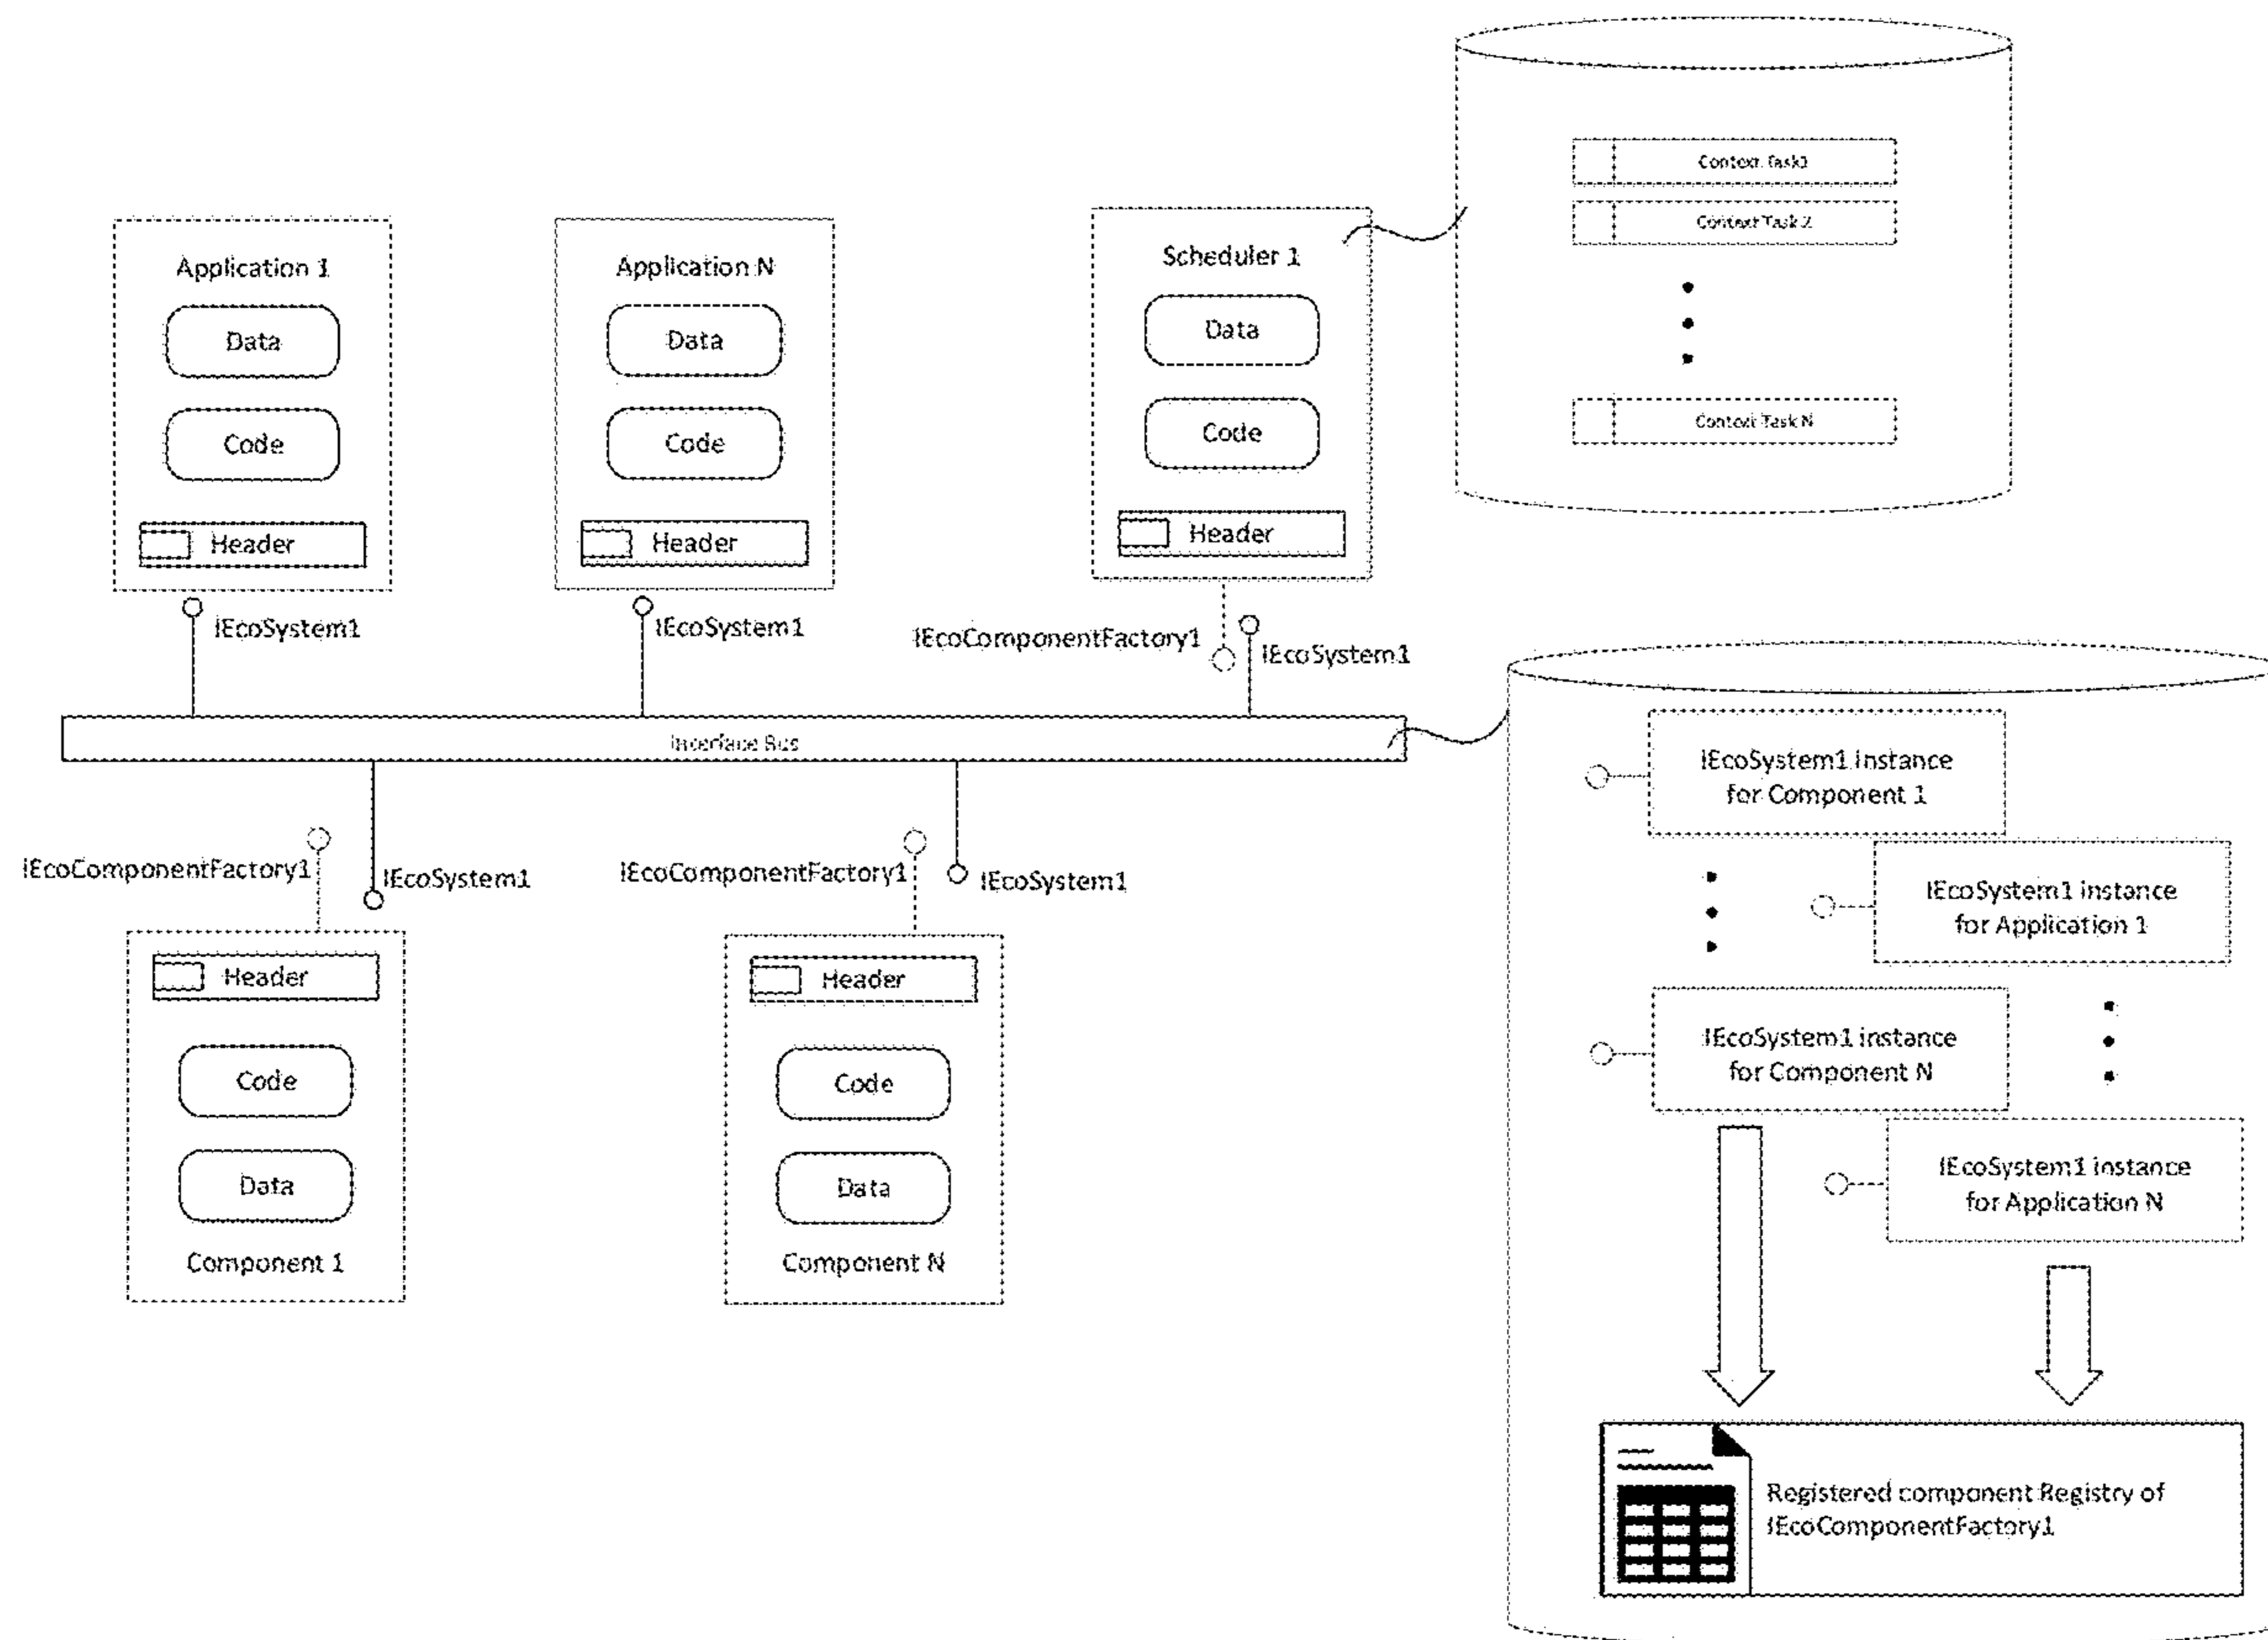 Context Task1
Context Task 2
Context Task N
Application 1
Data
Code
Header
IEcoSystem1
Application N
Data
Code
Header
IEcoSystem1
Scheduler 1
Data
Code
Header
IEcoComponentFactory1
IEcoSystem1
Interface Bus
IEcoComponentFactory1
IEcoSystem1
Header
Code
Data
Component 1
IEcoComponentFactory1
IEcoSystem1
Header
Code
Data
Component N
IEcoSystem1 instance
for Component 1
IEcoSystem1 instance
for Application 1
IEcoSystem1 instance
for Component N
IEcoSystem1 instance
for Application N
Registered component Registry of
IEcoComponentFactory1